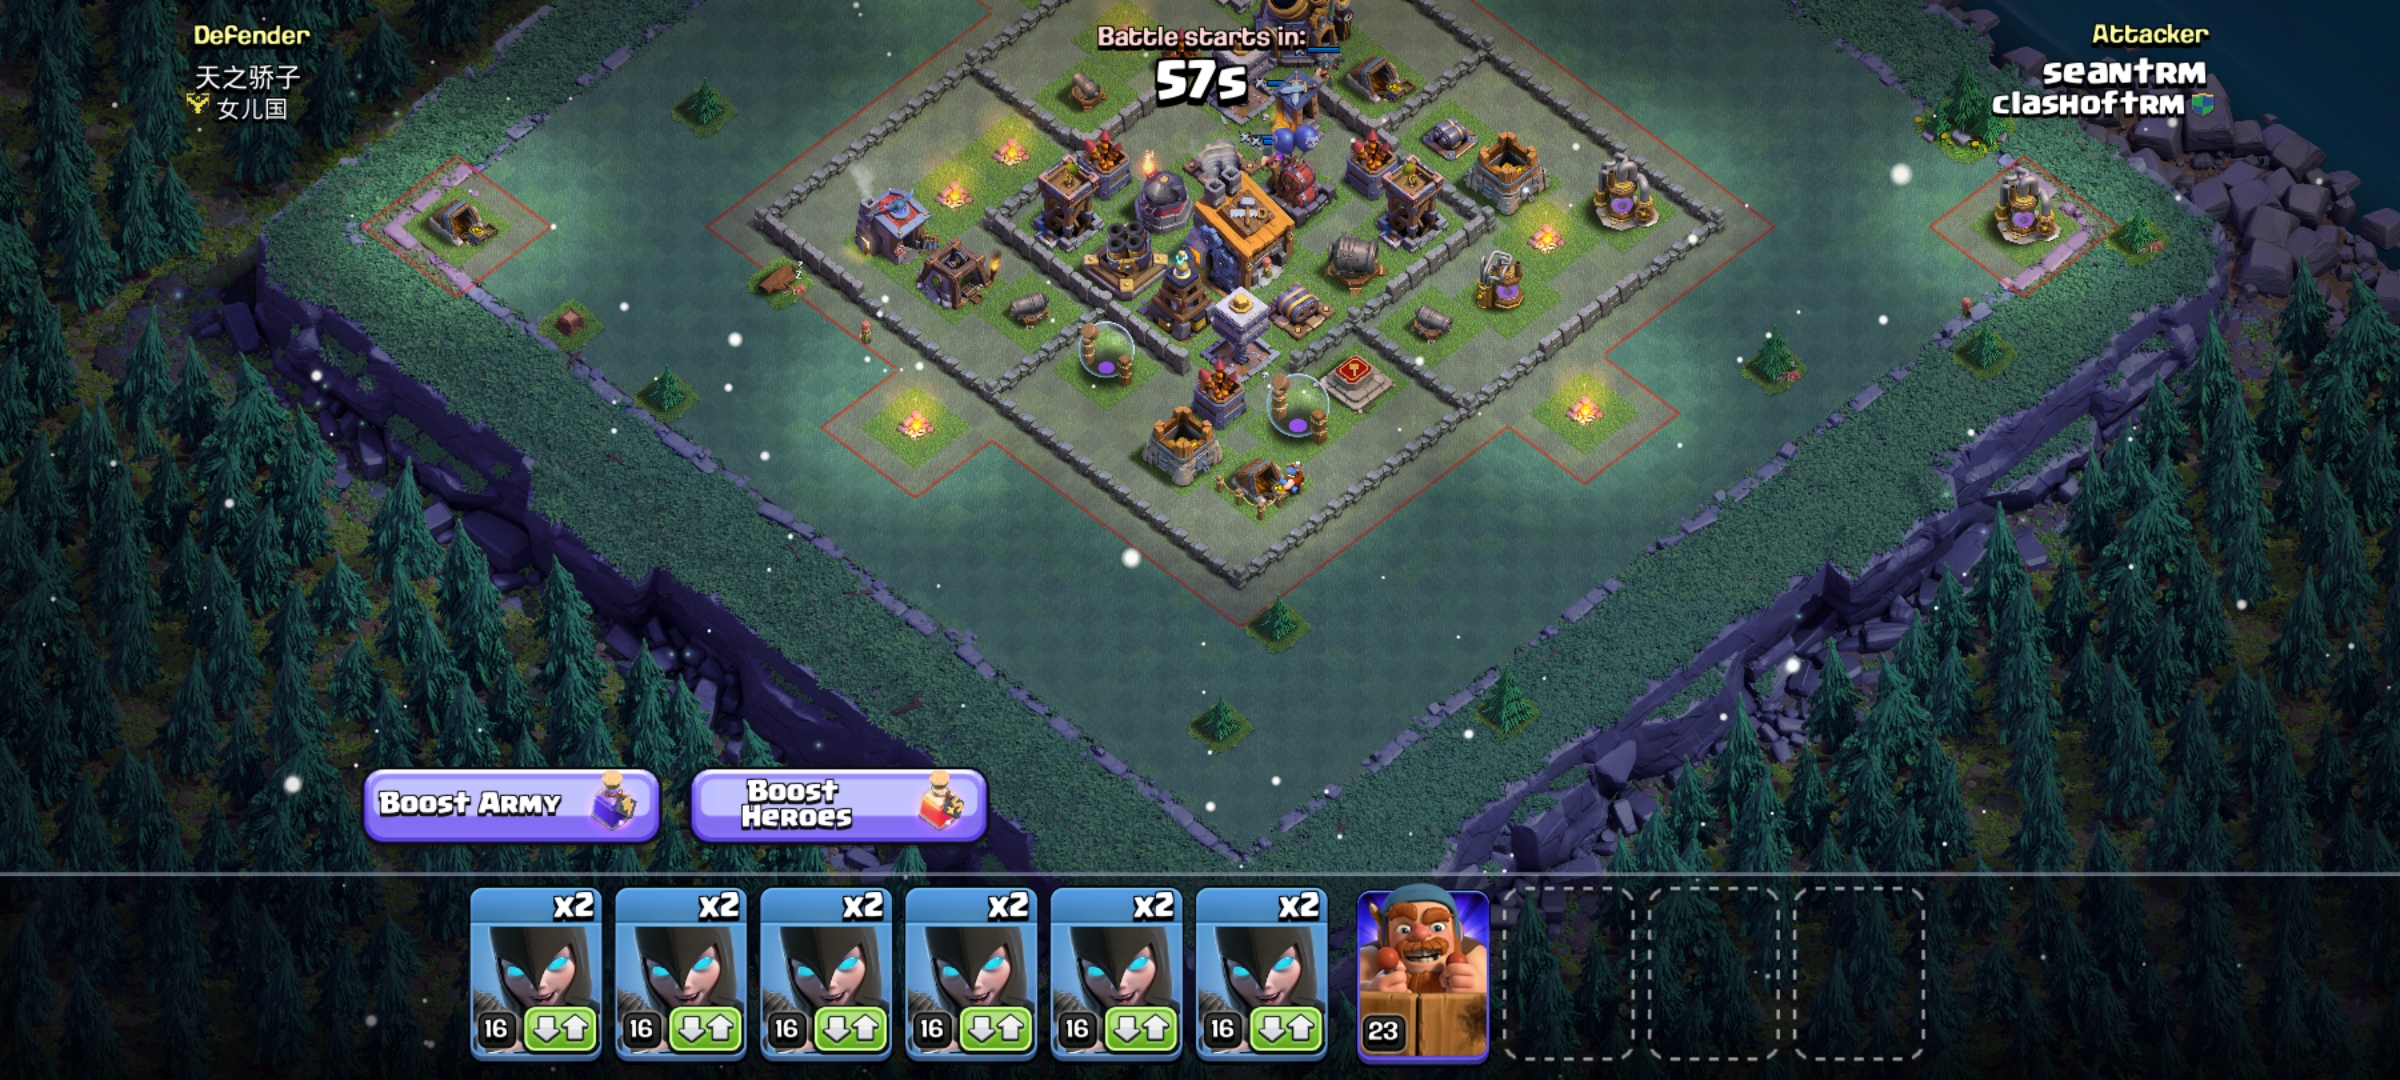 Defender
天之骄子
女儿国
Battle starts in:
57s
Attacker
seantRM
clashoftRM
Boost Army
Boost
Heroes
x2
x2
x2
x2
x2
x2
16
16
16
16
16
16
23